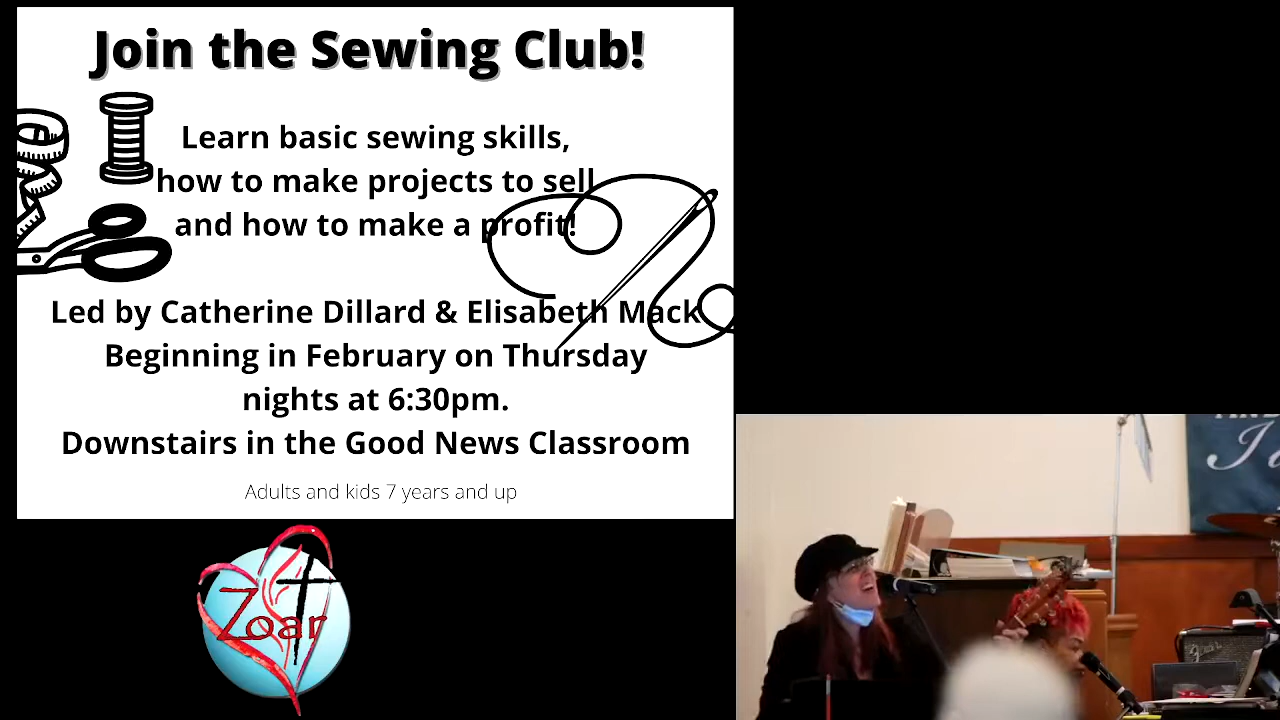 Join the Sewing Club!
Learn basic sewing skills,
how to make projects to sell
and how to make a profit!
Led by Catherine Dillard & Elisabeth Mack
Beginning in February on Thursday
nights at 6:30pm.
Downstairs in the Good News Classroom
Adults and kids 7 years and up
Zoar
Fender